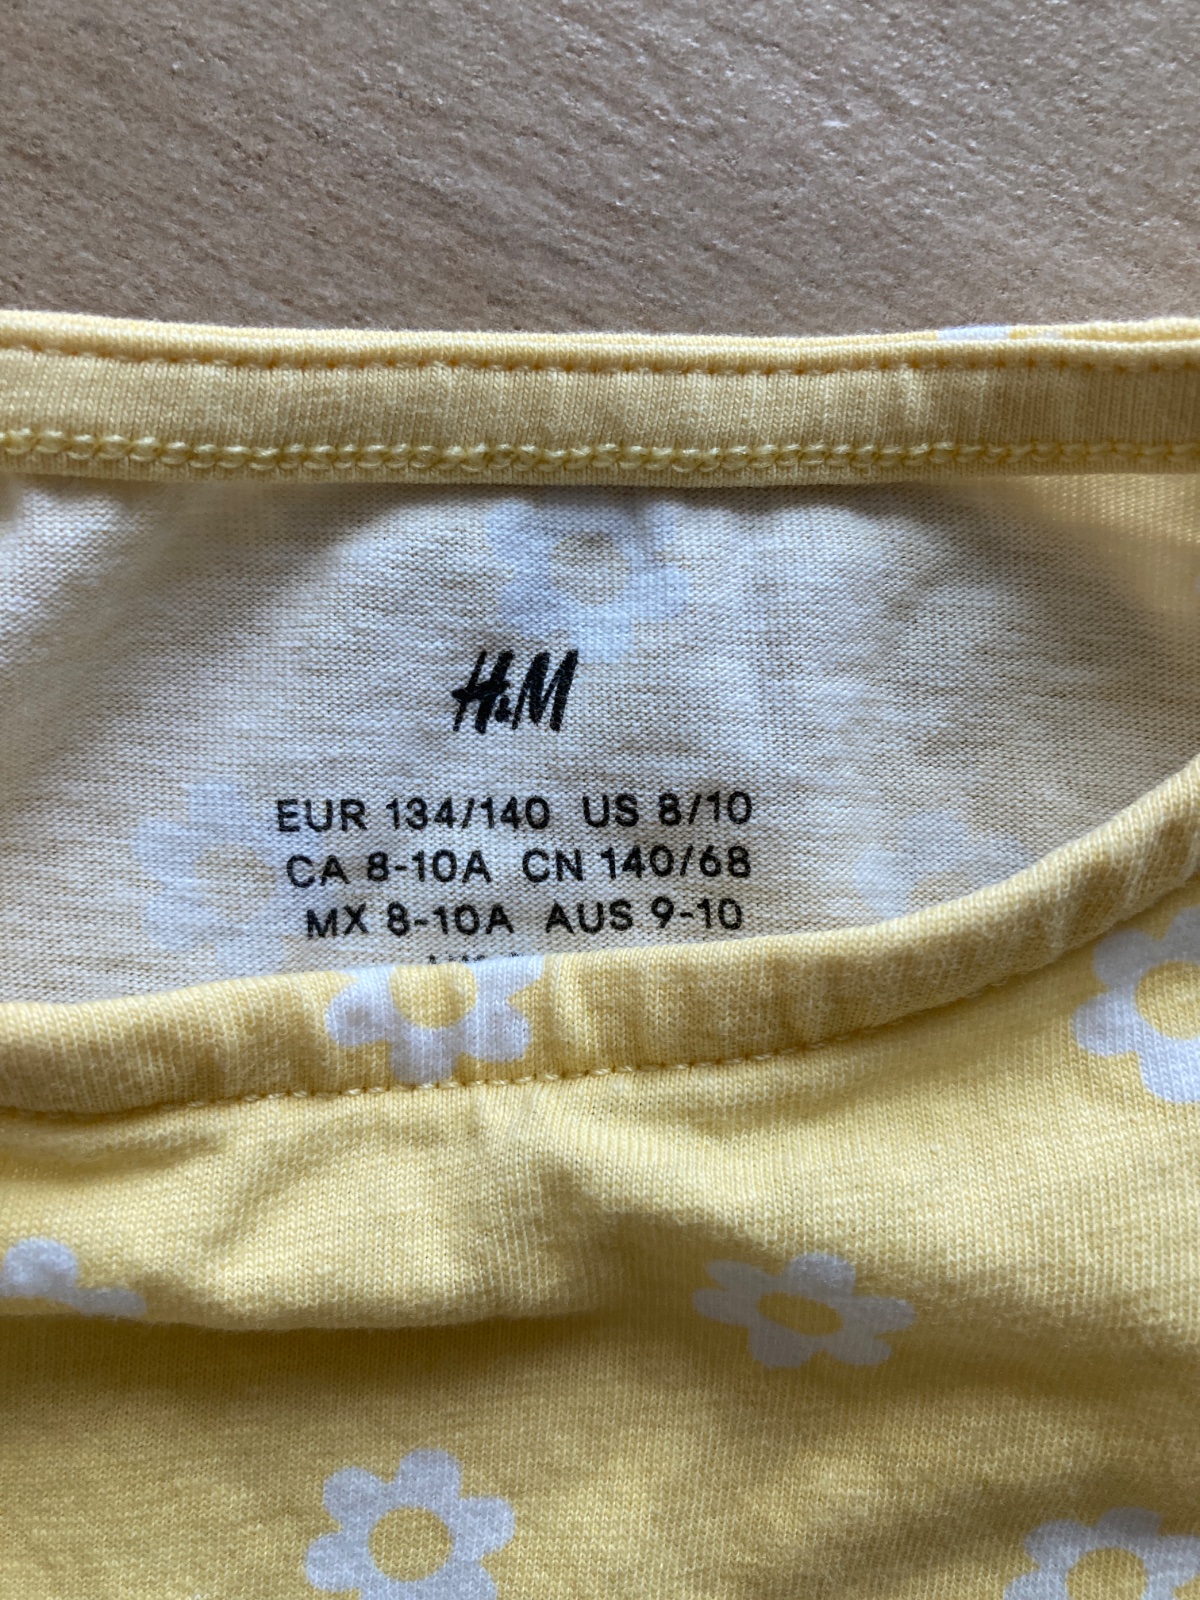 H&M
EUR 134/140 US 8/10
CA 8-10A CN 140/68
MX 8-10A AUS 9-10